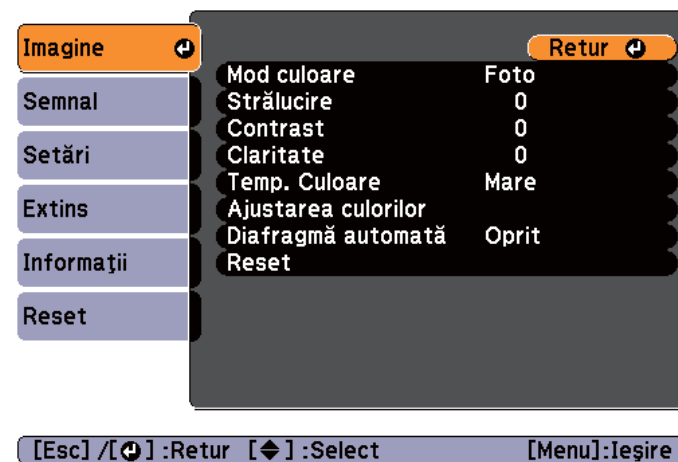 Imagine
Semnal
Setări
Extins
Informaţii
Reset
Retur
Mod culoare Foto
Strălucire 0
Contrast 0
Claritate 0
Temp. Culoare Mare
Ajustarea culorilor
Diafragmă automată Oprit
Reset
[Esc] /[⏎] :Retur [◆] :Select [Menu]:Ieşire